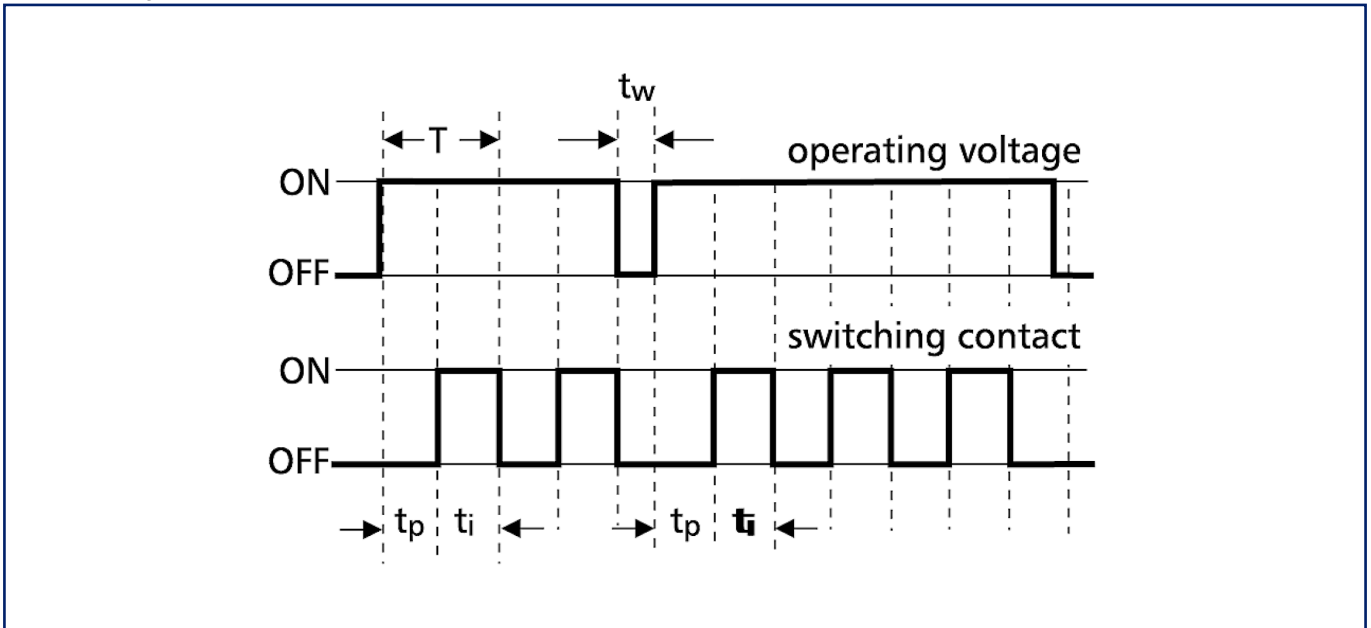 tw
T
operating voltage
ON
OFF
switching contact
ON
OFF
tp ti tp ti